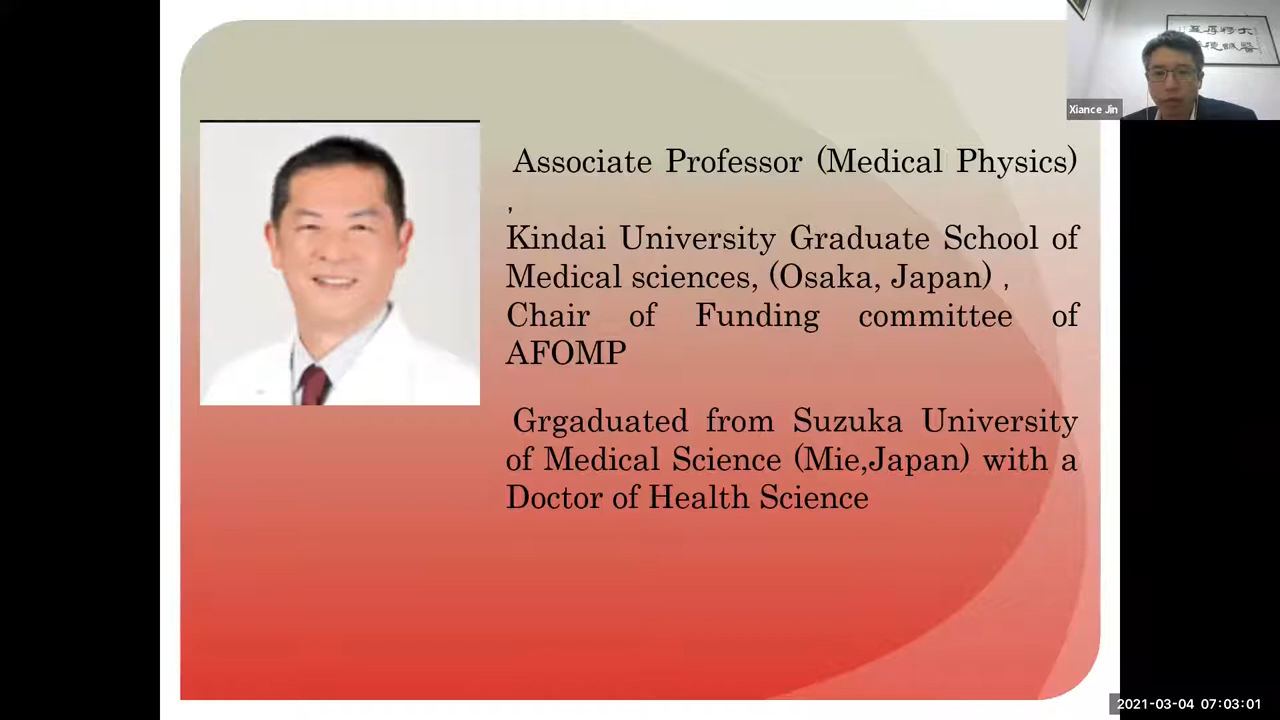 Associate Professor (Medical Physics)
,
Kindai University Graduate School of
Medical sciences, (Osaka, Japan) ,
Chair of Funding committee of
AFOMP
Grgaduated from Suzuka University
of Medical Science (Mie,Japan) with a
Doctor of Health Science
Xiance Jin
2021-03-04 07:03:01